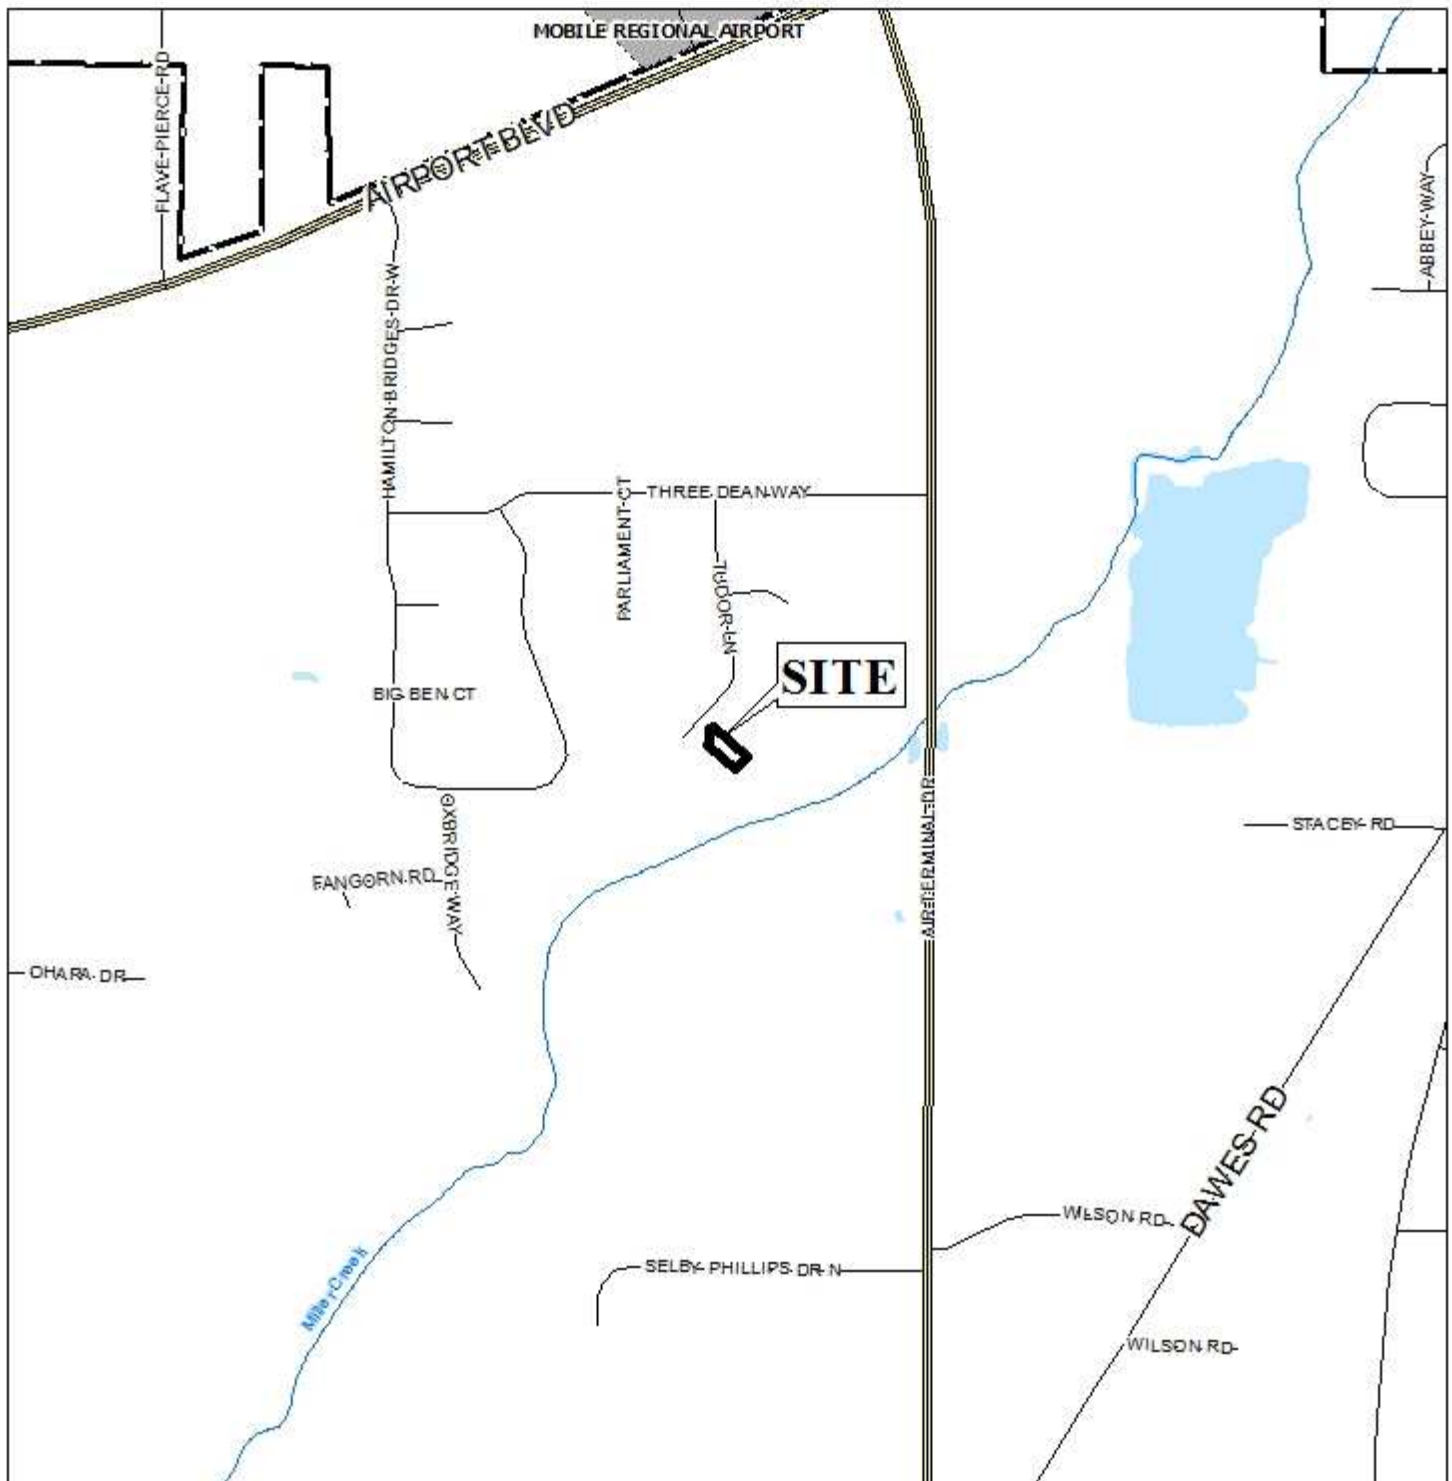 MOBILE REGIONAL AIRPORT
FLAVE PIERCE RD
AIRPORT BLVD
ABBEY WAY
HAMILTON BRIDGES DR W
THREE DEAN WAY
PARLIAMENT CT
TUDOR LN
SITE
BIG BEN CT
OXBRIDGE WAY
AIRTERMINAL DR
STACEY RD
FANGORN RD
OHARA DR
DAWES RD
WILSON RD
SELBY PHILLIPS DR N
Miller Creek
WILSON RD